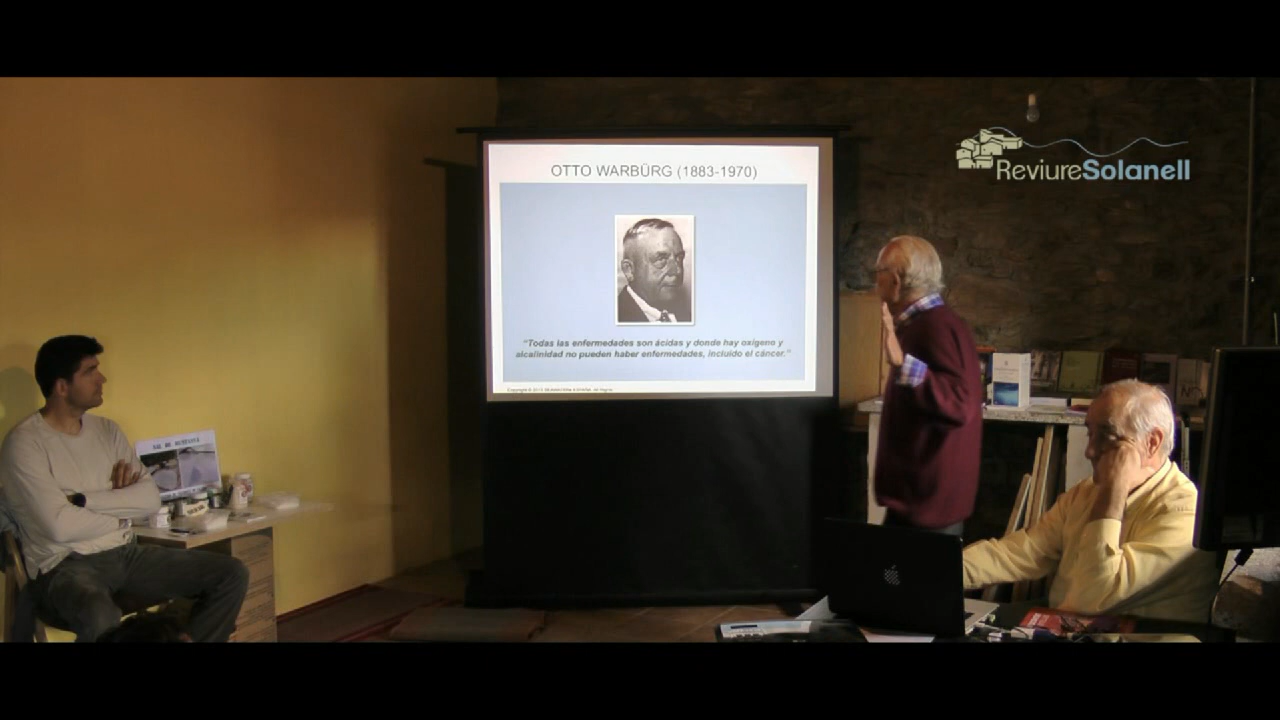 ReviureSolanell
OTTO WARBÜRG (1883-1970)
“Todas las enfermedades son ácidas y donde hay oxígeno y
alcalinidad no pueden haber enfermedades, incluido el cáncer.”